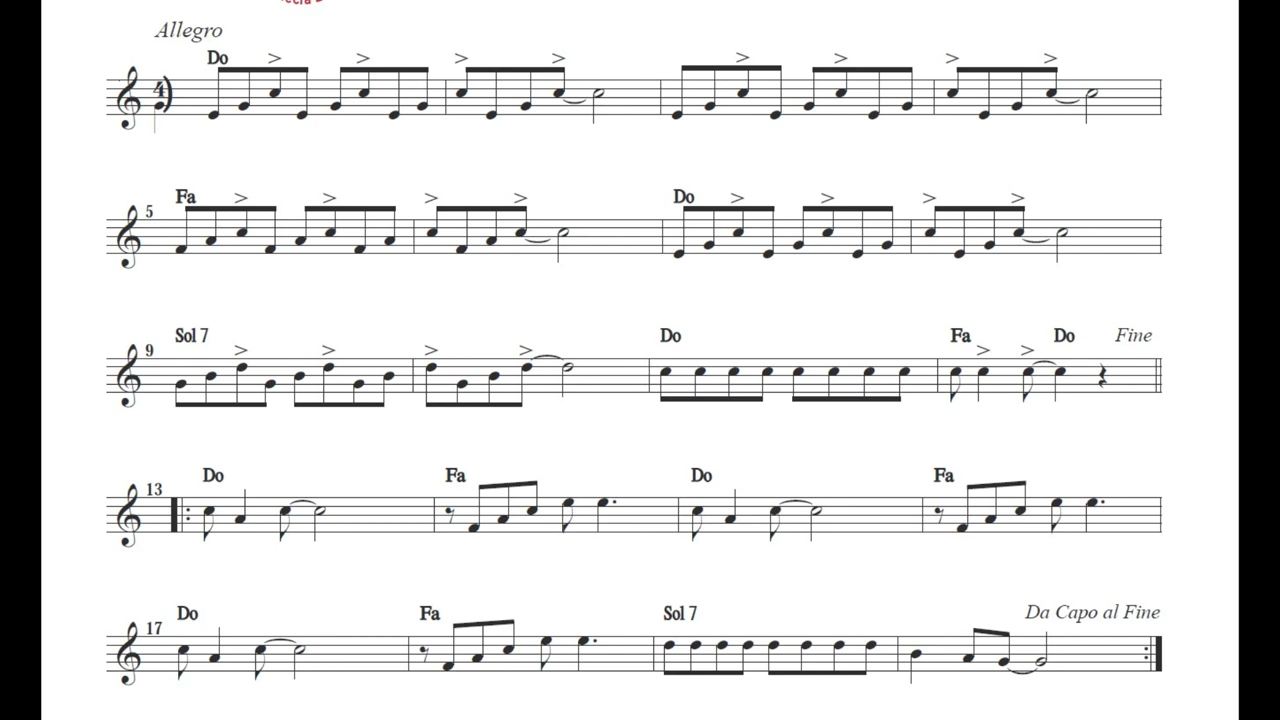 Allegro
Do
4
5 Fa Do
9 Sol 7 Do Fa Do Fine
13 Do Fa Do Fa
17 Do Fa Sol 7 Da Capo al Fine